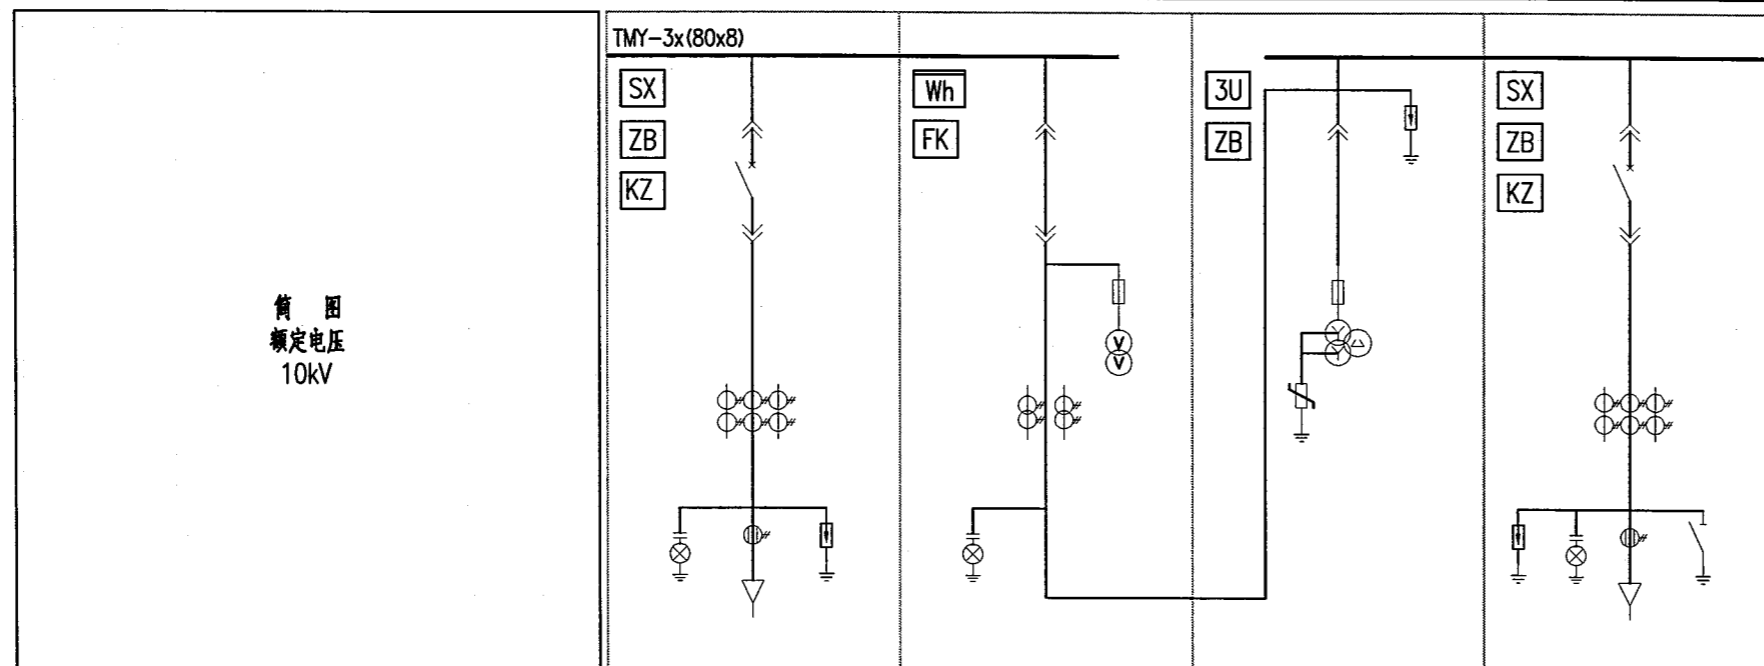 TMY-3x(80x8)
SX
ZB
KZ
Wh
FK
3U
ZB
SX
ZB
KZ
简 图
额定电压
10kV